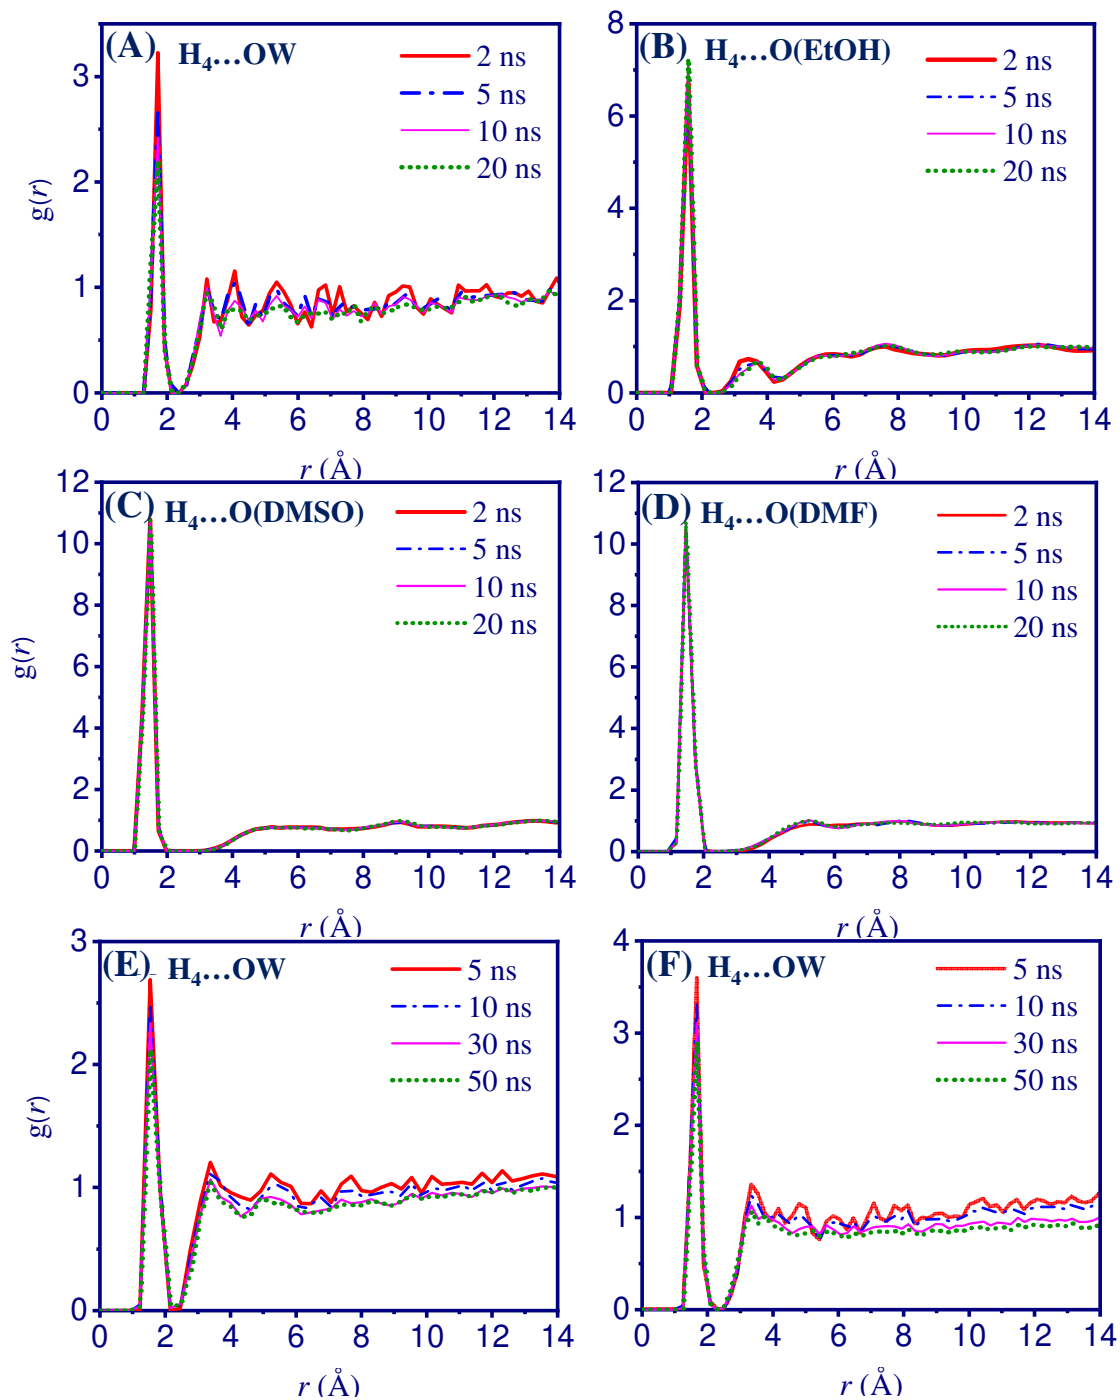 (A) H₄…OW
2 ns
5 ns
10 ns
20 ns
g(r)
3
2
1
0
0 2 4 6 8 10 12 14
r (Å)
(B) H₄…O(EtOH)
2 ns
5 ns
10 ns
20 ns
8
6
4
2
0
0 2 4 6 8 10 12 14
r (Å)
(C) H₄…O(DMSO)
2 ns
5 ns
10 ns
20 ns
g(r)
12
10
8
6
4
2
0
0 2 4 6 8 10 12 14
r (Å)
(D) H₄…O(DMF)
2 ns
5 ns
10 ns
20 ns
12
10
8
6
4
2
0
0 2 4 6 8 10 12 14
r (Å)
(E) H₄…OW
5 ns
10 ns
30 ns
50 ns
g(r)
3
2
1
0
0 2 4 6 8 10 12 14
r (Å)
(F) H₄…OW
5 ns
10 ns
30 ns
50 ns
4
3
2
1
0
0 2 4 6 8 10 12 14
r (Å)